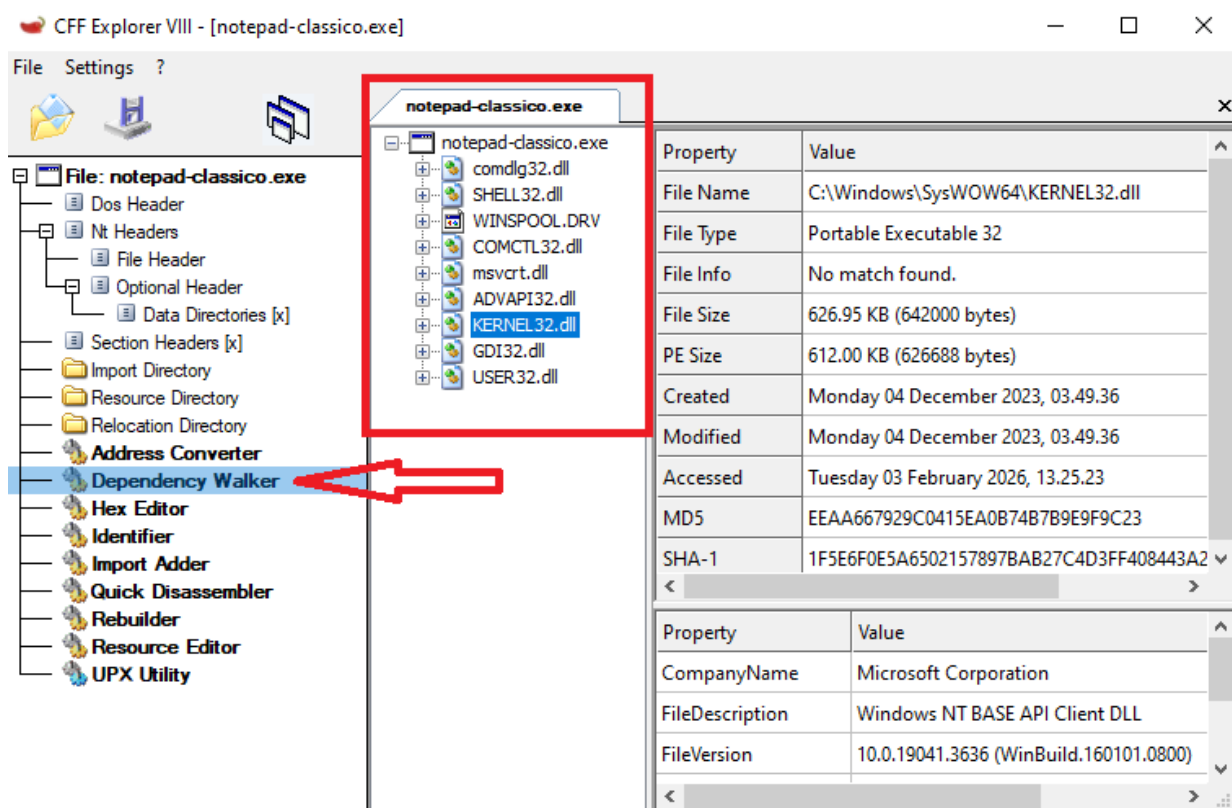 CFF Explorer VIII - [notepad-classico.exe]
File Settings ?
File: notepad-classico.exe
Dos Header
Nt Headers
File Header
Optional Header
Data Directories [x]
Section Headers [x]
Import Directory
Resource Directory
Relocation Directory
Address Converter
Dependency Walker
Hex Editor
Identifier
Import Adder
Quick Disassembler
Rebuilder
Resource Editor
UPX Utility
notepad-classico.exe
notepad-classico.exe
comdlg32.dll
SHELL32.dll
WINSPOOL.DRV
COMCTL32.dll
msvcrt.dll
ADVAPI32.dll
KERNEL32.dll
GDI32.dll
USER32.dll
Property Value
File Name C:\Windows\SysWOW64\KERNEL32.dll
File Type Portable Executable 32
File Info No match found.
File Size 626.95 KB (642000 bytes)
PE Size 612.00 KB (626688 bytes)
Created Monday 04 December 2023, 03.49.36
Modified Monday 04 December 2023, 03.49.36
Accessed Tuesday 03 February 2026, 13.25.23
MD5 EEAA667929C0415EA0B74B7B9E9F9C23
SHA-1 1F5E6F0E5A6502157897BAB27C4D3FF408443A2
Property Value
CompanyName Microsoft Corporation
FileDescription Windows NT BASE API Client DLL
FileVersion 10.0.19041.3636 (WinBuild.160101.0800)